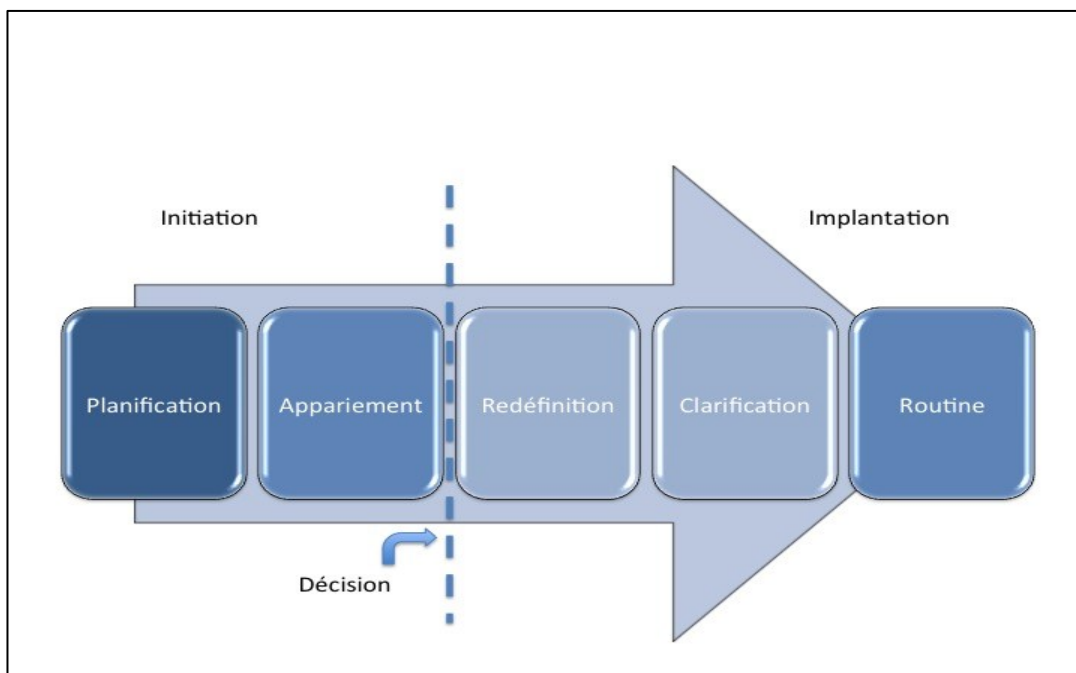 Initiation
Implantation
Planification
Appariement
Redéfinition
Clarification
Routine
Décision